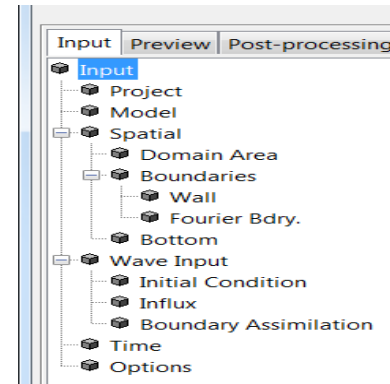 Input Preview Post-processing
Input
Project
Model
Spatial
Domain Area
Boundaries
Wall
Fourier Bdry.
Bottom
Wave Input
Initial Condition
Influx
Boundary Assimilation
Time
Options